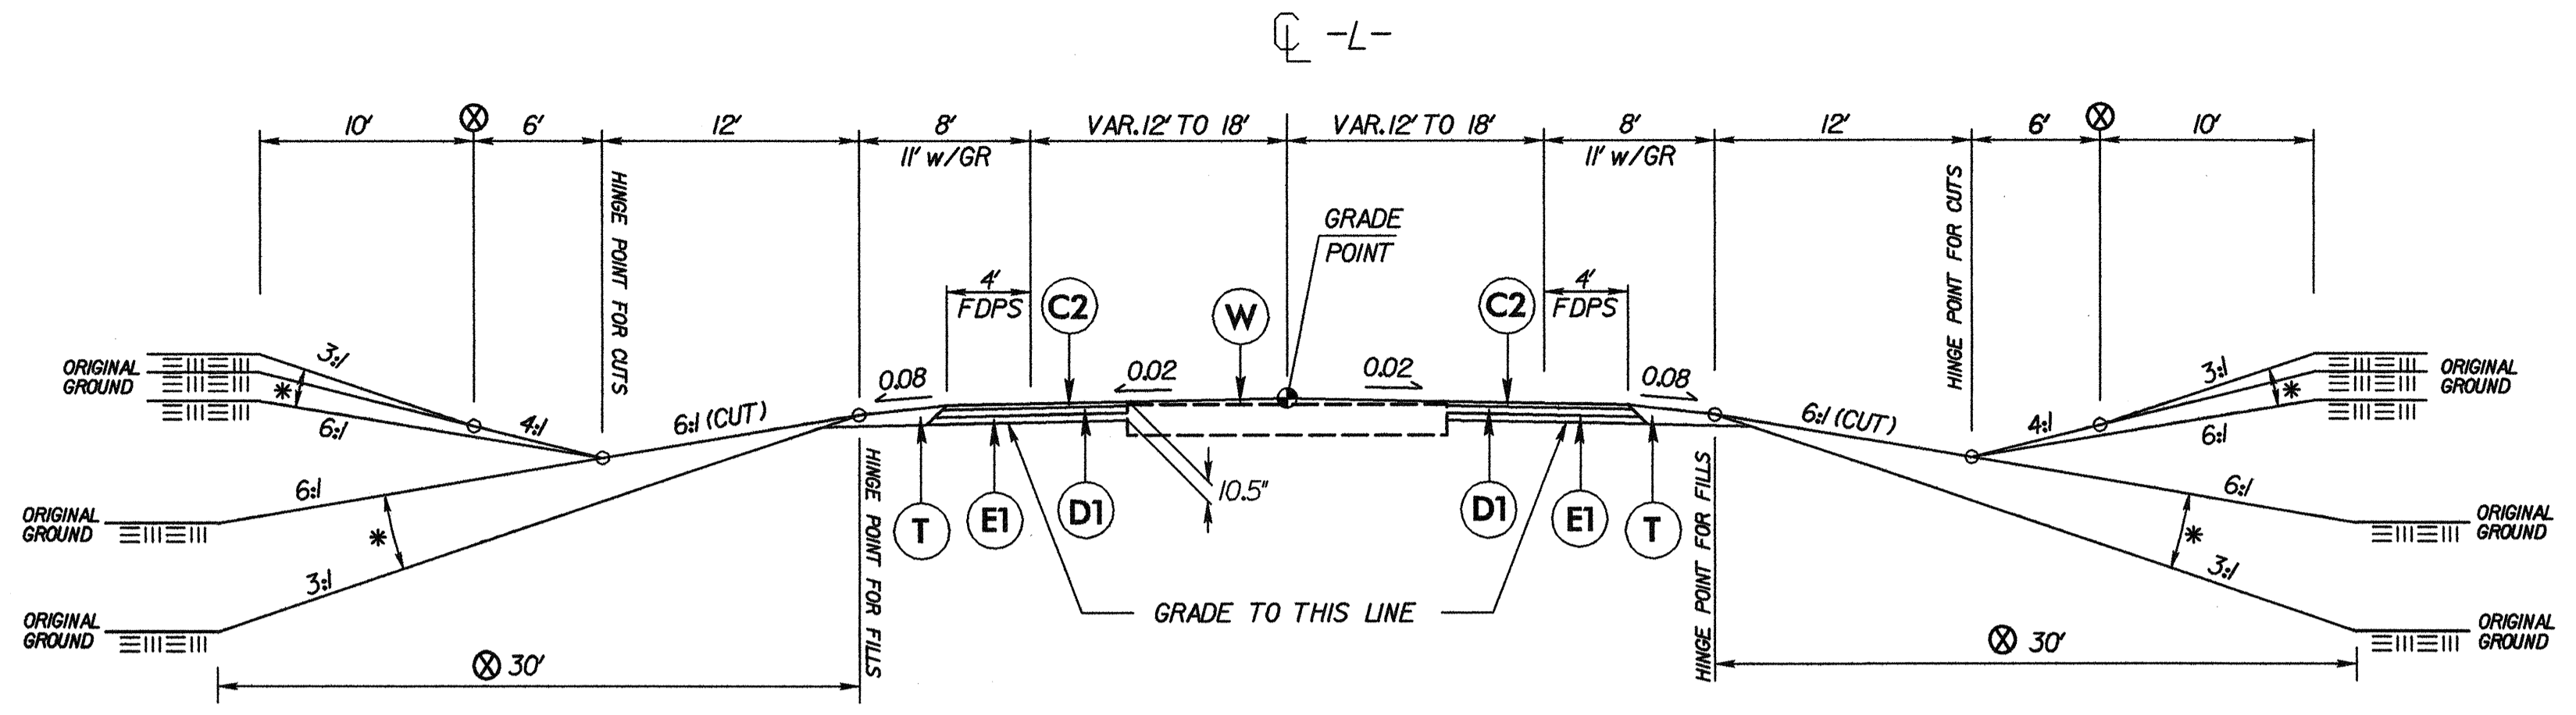 CL -L-
10' ⊗ 6' 12' 8' VAR.12' TO 18' VAR.12' TO 18' 8' 12' 6' ⊗ 10'
11' w/GR 11' w/GR
HINGE POINT FOR CUTS
HINGE POINT FOR CUTS
GRADE
POINT
4'
FDPS
C2
W
C2
4'
FDPS
ORIGINAL
GROUND
3:1
*
6:1
4:1
6:1 (CUT)
0.08
0.02
0.02
0.08
6:1 (CUT)
4:1
3:1
*
6:1
ORIGINAL
GROUND
10.5"
T
E1
D1
D1
E1
T
HINGE POINT FOR FILLS
HINGE POINT FOR FILLS
ORIGINAL
GROUND
6:1
*
3:1
ORIGINAL
GROUND
6:1
*
3:1
ORIGINAL
GROUND
ORIGINAL
GROUND
GRADE TO THIS LINE
⊗ 30'
⊗ 30'